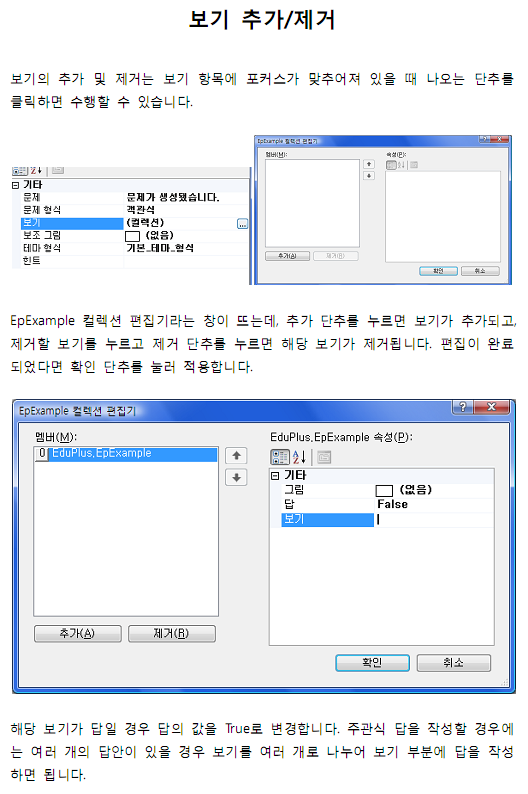 보기 추가/제거
보기의 추가 및 제거는 보기 항목에 포커스가 맞추어져 있을 때 나오는 단추를
클릭하면 수행할 수 있습니다.
기타
문제 문제가 생성됐습니다.
문제 형식 객관식
보기 (컬렉션) ...
보조 그림 (없음)
테마 형식 기본_테마_형식
힌트
EpExample 컬렉션 편집기
멤버(M): 속성(P):
추가(A) 제거(R)
확인 취소
EpExample 컬렉션 편집기라는 창이 뜨는데, 추가 단추를 누르면 보기가 추가되고,
제거할 보기를 누르고 제거 단추를 누르면 해당 보기가 제거됩니다. 편집이 완료
되었다면 확인 단추를 눌러 적용합니다.
EpExample 컬렉션 편집기
멤버(M): EduPlus.EpExample 속성(P):
0 EduPlus.EpExample
기타
그림 (없음)
답 False
보기
추가(A) 제거(R)
확인 취소
해당 보기가 답일 경우 답의 값을 True로 변경합니다. 주관식 답을 작성할 경우에
는 여러 개의 답안이 있을 경우 보기를 여러 개로 나누어 보기 부분에 답을 작성
하면 됩니다.